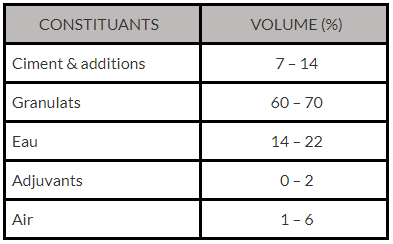 CONSTITUANTS VOLUME (%)
Ciment & additions 7 – 14
Granulats 60 – 70
Eau 14 – 22
Adjuvants 0 – 2
Air 1 – 6